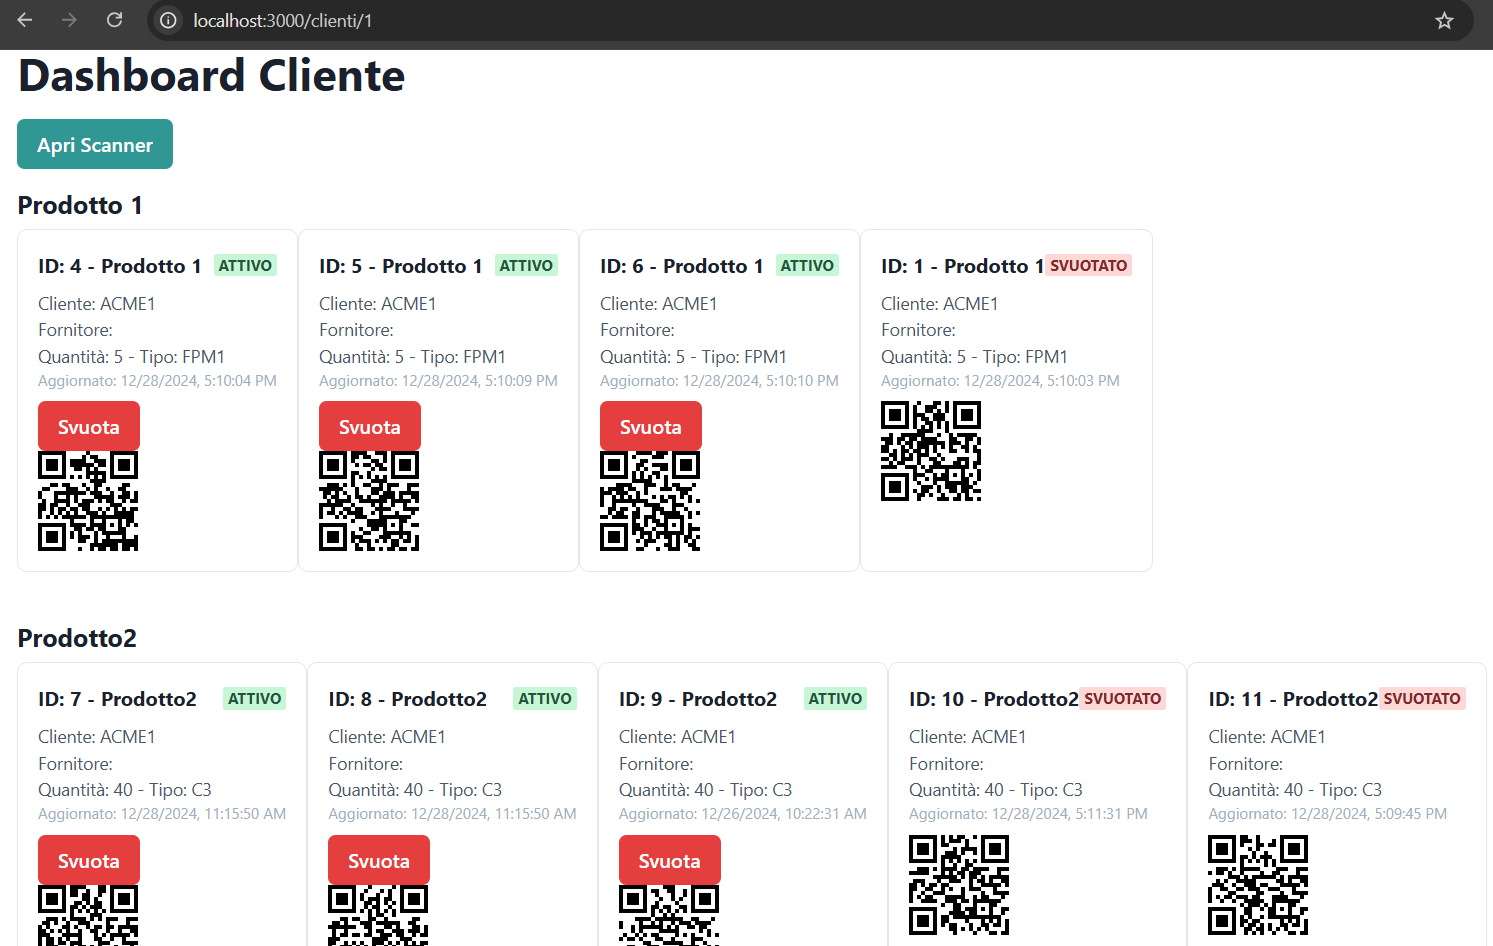 localhost:3000/clienti/1
Dashboard Cliente
Apri Scanner
Prodotto 1
ID: 4 - Prodotto 1 ATTIVO
Cliente: ACME1
Fornitore:
Quantità: 5 - Tipo: FPM1
Aggiornato: 12/28/2024, 5:10:04 PM
Svuota
ID: 5 - Prodotto 1 ATTIVO
Cliente: ACME1
Fornitore:
Quantità: 5 - Tipo: FPM1
Aggiornato: 12/28/2024, 5:10:09 PM
Svuota
ID: 6 - Prodotto 1 ATTIVO
Cliente: ACME1
Fornitore:
Quantità: 5 - Tipo: FPM1
Aggiornato: 12/28/2024, 5:10:10 PM
Svuota
ID: 1 - Prodotto 1 SVUOTATO
Cliente: ACME1
Fornitore:
Quantità: 5 - Tipo: FPM1
Aggiornato: 12/28/2024, 5:10:03 PM
Prodotto2
ID: 7 - Prodotto2 ATTIVO
Cliente: ACME1
Fornitore:
Quantità: 40 - Tipo: C3
Aggiornato: 12/28/2024, 11:15:50 AM
Svuota
ID: 8 - Prodotto2 ATTIVO
Cliente: ACME1
Fornitore:
Quantità: 40 - Tipo: C3
Aggiornato: 12/28/2024, 11:15:50 AM
Svuota
ID: 9 - Prodotto2 ATTIVO
Cliente: ACME1
Fornitore:
Quantità: 40 - Tipo: C3
Aggiornato: 12/26/2024, 10:22:31 AM
Svuota
ID: 10 - Prodotto2 SVUOTATO
Cliente: ACME1
Fornitore:
Quantità: 40 - Tipo: C3
Aggiornato: 12/28/2024, 5:11:31 PM
ID: 11 - Prodotto2 SVUOTATO
Cliente: ACME1
Fornitore:
Quantità: 40 - Tipo: C3
Aggiornato: 12/28/2024, 5:09:45 PM